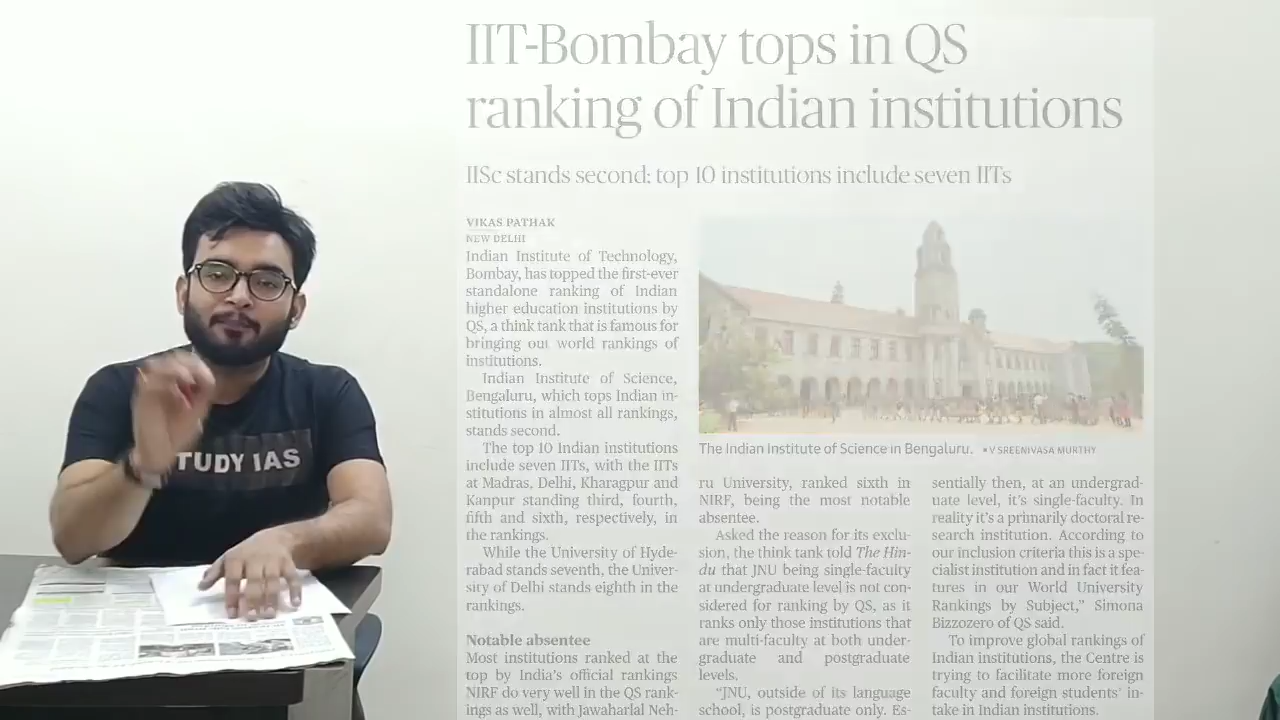 IIT-Bombay tops in QS
ranking of Indian institutions
IISc stands second; top 10 institutions include seven IITs
VIKAS PATHAK
NEW DELHI
Indian Institute of Technology,
Bombay, has topped the first-ever
standalone ranking of Indian
higher education institutions by
QS, a think tank that is famous for
bringing out world rankings of
institutions.
Indian Institute of Science,
Bengaluru, which tops Indian in-
stitutions in almost all rankings,
stands second.
The top 10 Indian institutions
include seven IITs, with the IITs
at Madras, Delhi, Kharagpur and
Kanpur standing third, fourth,
fifth and sixth, respectively, in
the rankings.
While the University of Hyde-
rabad stands seventh, the Univer-
sity of Delhi stands eighth in the
rankings.
Notable absentee
Most institutions ranked at the
top by India's official rankings
NIRF do very well in the QS rank-
ings as well, with Jawaharlal Neh-
The Indian Institute of Science in Bengaluru. ▪V SREENIVASA MURTHY
ru University, ranked sixth in
NIRF, being the most notable
absentee.
Asked the reason for its exclu-
sion, the think tank told The Hin-
du that JNU being single-faculty
at undergraduate level is not con-
sidered for ranking by QS, as it
ranks only those institutions that
are multi-faculty at both under-
graduate and postgraduate
levels.
"JNU, outside of its language
school, is postgraduate only. Es-
sentially then, at an undergrad-
uate level, it's single-faculty. In
reality it's a primarily doctoral re-
search institution. According to
our inclusion criteria this is a spe-
cialist institution and in fact it fea-
tures in our World University
Rankings by Subject," Simona
Bizzozero of QS said.
To improve global rankings of
Indian institutions, the Centre is
trying to facilitate more foreign
faculty and foreign students' in-
take in Indian institutions.
TUDY IAS